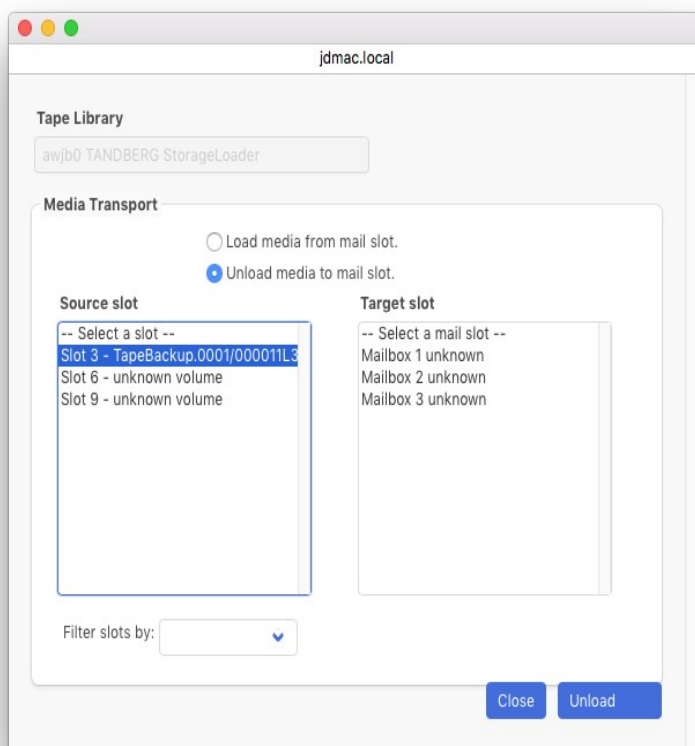 jdmac.local
Tape Library
awjb0 TANDBERG StorageLoader
Media Transport
Load media from mail slot.
Unload media to mail slot.
Source slot
Target slot
-- Select a slot --
Slot 3 - TapeBackup.0001/000011L3
Slot 6 - unknown volume
Slot 9 - unknown volume
-- Select a mail slot --
Mailbox 1 unknown
Mailbox 2 unknown
Mailbox 3 unknown
Filter slots by:
Close
Unload